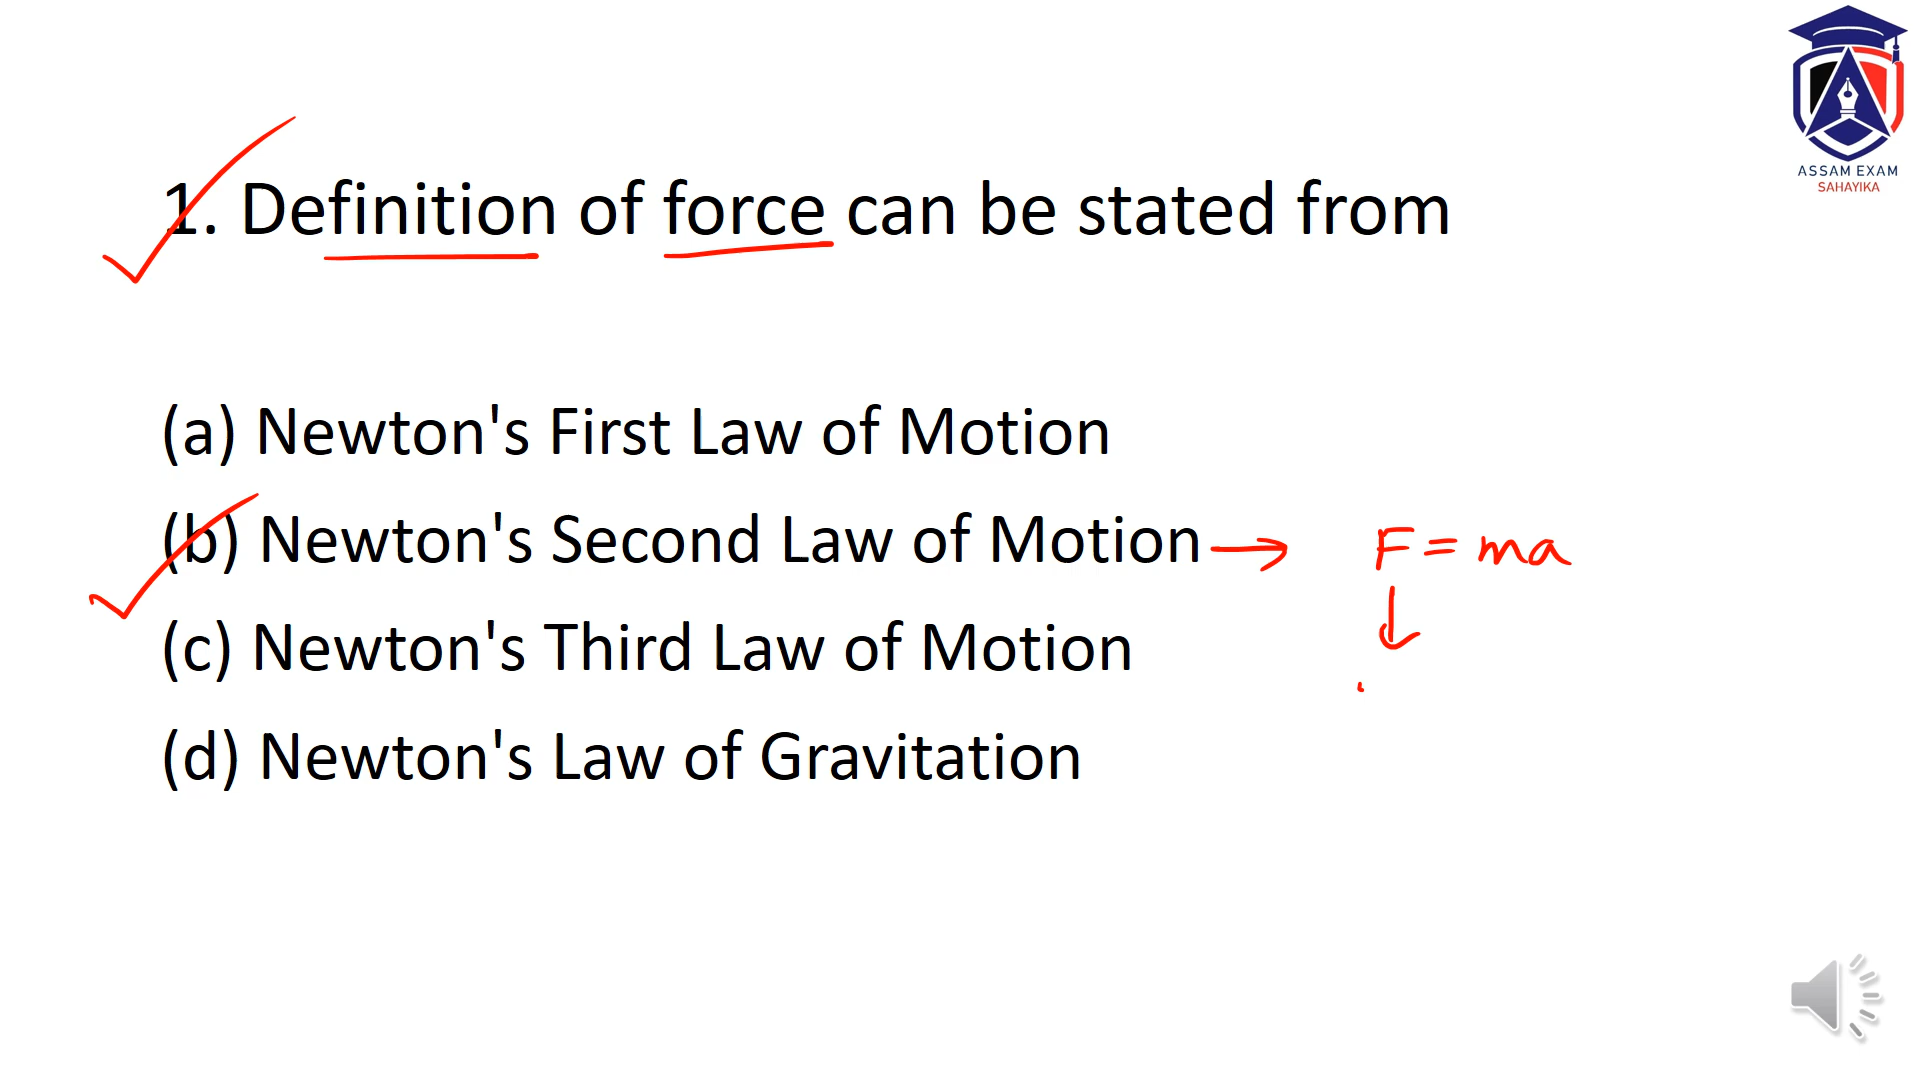 ASSAM EXAM
SAHAYIKA
1. Definition of force can be stated from
(a) Newton's First Law of Motion
(b) Newton's Second Law of Motion → F = ma
(c) Newton's Third Law of Motion
(d) Newton's Law of Gravitation